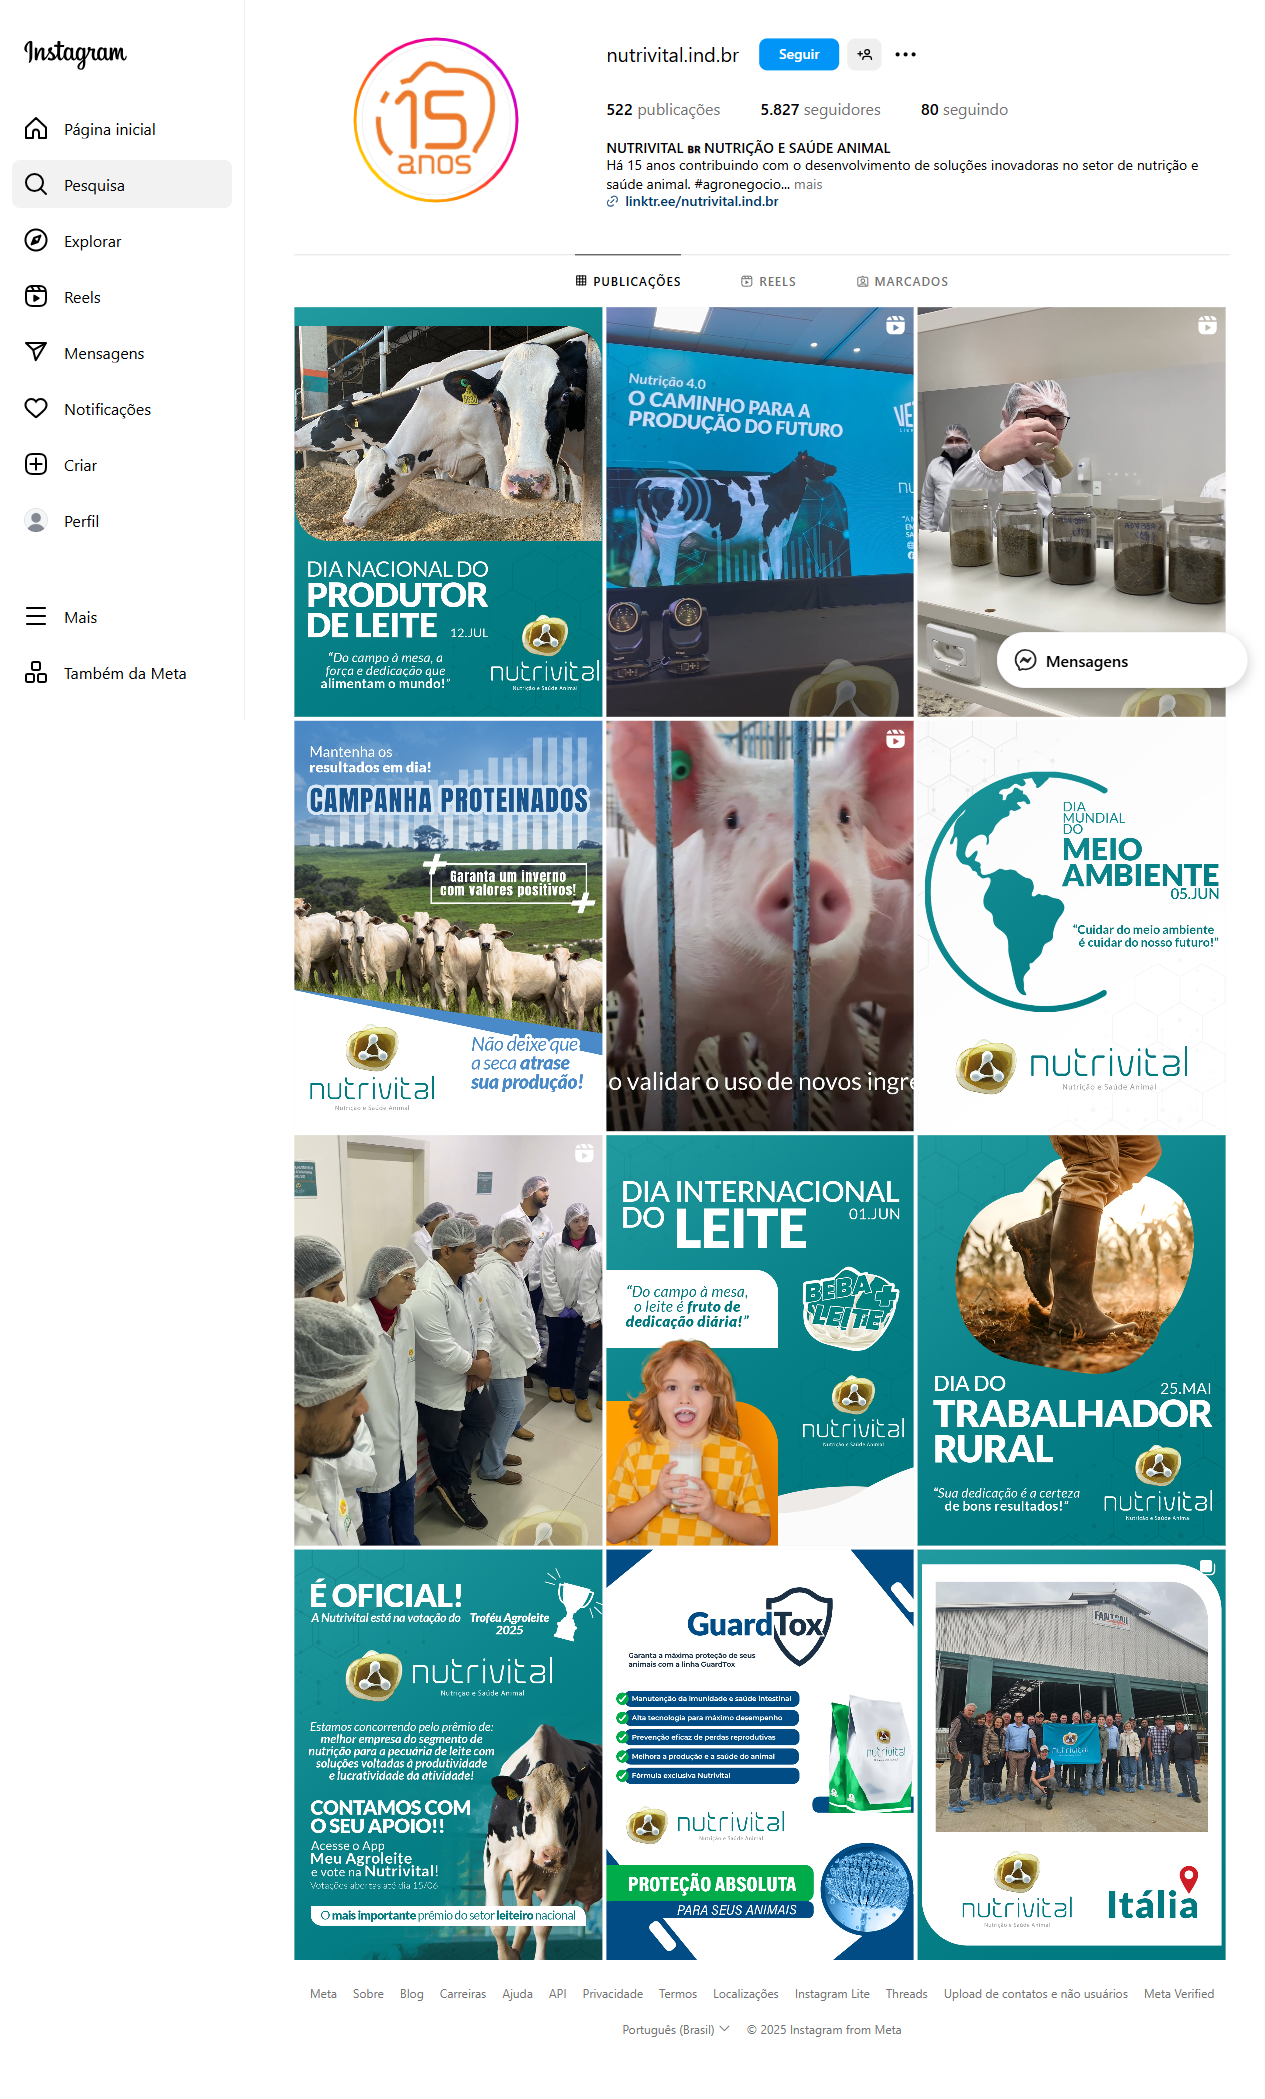 Instagram
Página inicial
Pesquisa
Explorar
Reels
Mensagens
Notificações
Criar
Perfil
Mais
Também da Meta
'15
anos
nutrivital.ind.br
Seguir
522 publicações
5.827 seguidores
80 seguindo
NUTRIVITAL BR NUTRIÇÃO E SAÚDE ANIMAL
Há 15 anos contribuindo com o desenvolvimento de soluções inovadoras no setor de nutrição e
saúde animal. #agronegocio... mais
linktr.ee/nutrivital.ind.br
PUBLICAÇÕES
REELS
MARCADOS
DIA NACIONAL DO
PRODUTOR
DE LEITE 12.JUL
“Do campo à mesa, a
força e dedicação que
alimentam o mundo!”
nutrivital
Nutrição e Saúde Animal
Nutrição 4.0
O CAMINHO PARA A
PRODUÇÃO DO FUTURO
Mensagens
Mantenha os
resultados em dia!
CAMPANHA PROTEINADOS
Garanta um inverno
com valores positivos!
Não deixe que
a seca atrase
sua produção!
nutrivital
Nutrição e Saúde Animal
so validar o uso de novos ingre
DIA
MUNDIAL
DO
MEIO
AMBIENTE
05.JUN
“Cuidar do meio ambiente
é cuidar do nosso futuro!”
nutrivital
Nutrição e Saúde Animal
DIA INTERNACIONAL
DO LEITE 01.JUN
“Do campo à mesa,
o leite é fruto de
dedicação diária!”
BEBA +
LEITE
nutrivital
Nutrição e Saúde Animal
DIA DO
25.MAI
TRABALHADOR
RURAL
“Sua dedicação é a certeza
de bons resultados!”
nutrivital
Nutrição e Saúde Animal
É OFICIAL!
A Nutrivital está na votação do Troféu Agroleite
2025
nutrivital
Nutrição e Saúde Animal
Estamos concorrendo pelo prêmio de:
melhor empresa do segmento de
nutrição para a pecuária de leite com
soluções voltadas à produtividade
e lucratividade da atividade!
CONTAMOS COM
O SEU APOIO!!
Acesse o App
Meu Agroleite
e vote na Nutrivital!
Votações abertas até dia 15/06
O mais importante prêmio do setor leiteiro nacional
GuardTox
Garanta a máxima proteção de seus
animais com a linha GuardTox
Manutenção da imunidade e saúde intestinal
Alta tecnologia para máximo desempenho
Prevenção eficaz de perdas reprodutivas
Melhora a produção e a saúde do animal
Fórmula exclusiva Nutrivital
nutrivital
nutrivital
Nutrição e Saúde Animal
PROTEÇÃO ABSOLUTA
PARA SEUS ANIMAIS
nutrivital
nutrivital
Nutrição e Saúde Animal
Itália
Meta Sobre Blog Carreiras Ajuda API Privacidade Termos Localizações Instagram Lite Threads Upload de contatos e não usuários Meta Verified
Português (Brasil) © 2025 Instagram from Meta